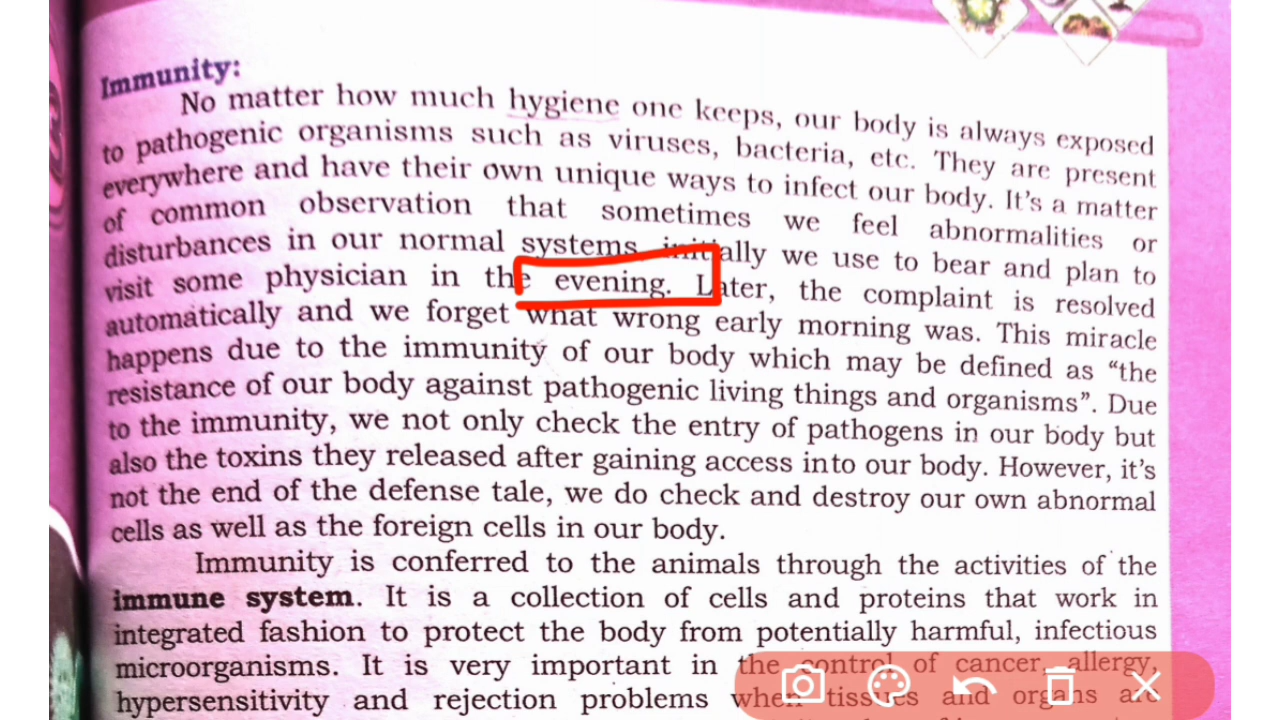 Immunity:
No matter how much hygiene one keeps, our body is always exposed
to pathogenic organisms such as viruses, bacteria, etc. They are present
everywhere and have their own unique ways to infect our body. It's a matter
of common observation that sometimes we feel abnormalities or
disturbances in our normal systems initially we use to bear and plan to
visit some physician in the evening. Later, the complaint is resolved
automatically and we forget what wrong early morning was. This miracle
happens due to the immunity of our body which may be defined as “the
resistance of our body against pathogenic living things and organisms”. Due
to the immunity, we not only check the entry of pathogens in our body but
also the toxins they released after gaining access into our body. However, it's
not the end of the defense tale, we do check and destroy our own abnormal
cells as well as the foreign cells in our body.
Immunity is conferred to the animals through the activities of the
immune system. It is a collection of cells and proteins that work in
integrated fashion to protect the body from potentially harmful, infectious
microorganisms. It is very important in the control of cancer, allergy,
hypersensitivity and rejection problems when tissues and organs are